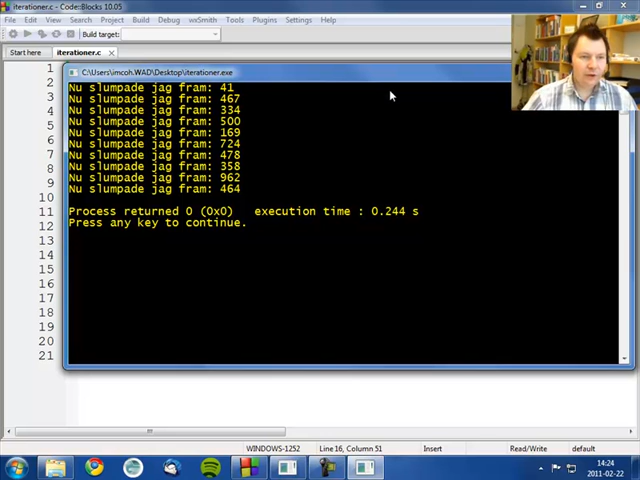 iterationer.c - Code::Blocks 10.05
File Edit View Search Project Build Debug wxSmith Tools Plugins Settings Help
Build target:
Start here iterationer.c
C:\Users\imcoh.WAD\Desktop\iterationer.exe
1
2
3
4
5
6
7
8
9
10
11
12
13
14
15
16
17
18
19
20
21
Nu slumpade jag fram: 41
Nu slumpade jag fram: 467
Nu slumpade jag fram: 334
Nu slumpade jag fram: 500
Nu slumpade jag fram: 169
Nu slumpade jag fram: 724
Nu slumpade jag fram: 478
Nu slumpade jag fram: 358
Nu slumpade jag fram: 962
Nu slumpade jag fram: 464
Process returned 0 (0x0) execution time : 0.244 s
Press any key to continue.
WINDOWS-1252 Line 16, Column 51 Insert Read/Write default
14:24
2011-02-22